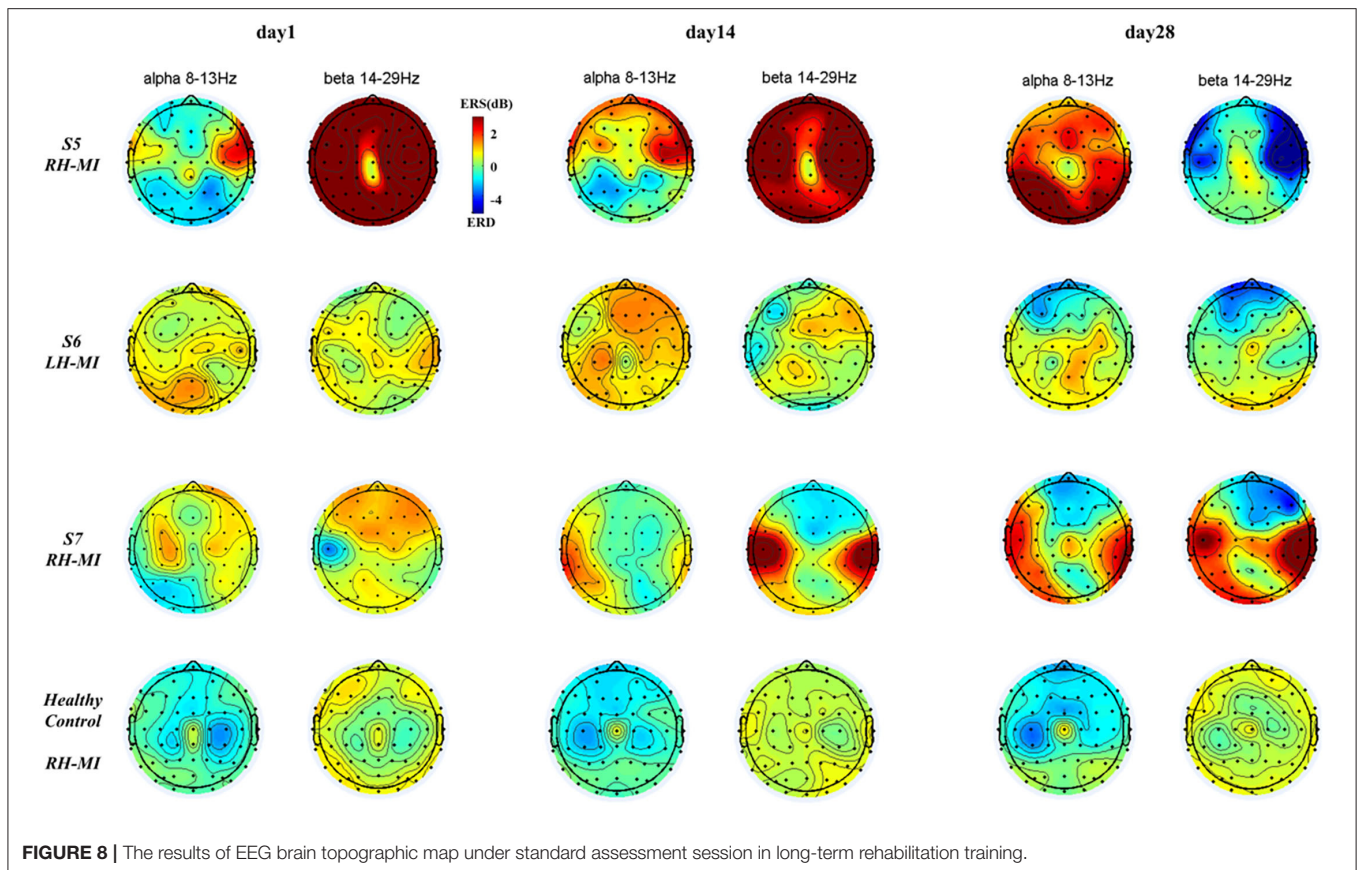 day1 day14 day28
alpha 8-13Hz beta 14-29Hz alpha 8-13Hz beta 14-29Hz alpha 8-13Hz beta 14-29Hz
ERS(dB)
2
0
-4
ERD
S5
RH-MI
S6
LH-MI
S7
RH-MI
Healthy
Control
RH-MI
FIGURE 8 | The results of EEG brain topographic map under standard assessment session in long-term rehabilitation training.